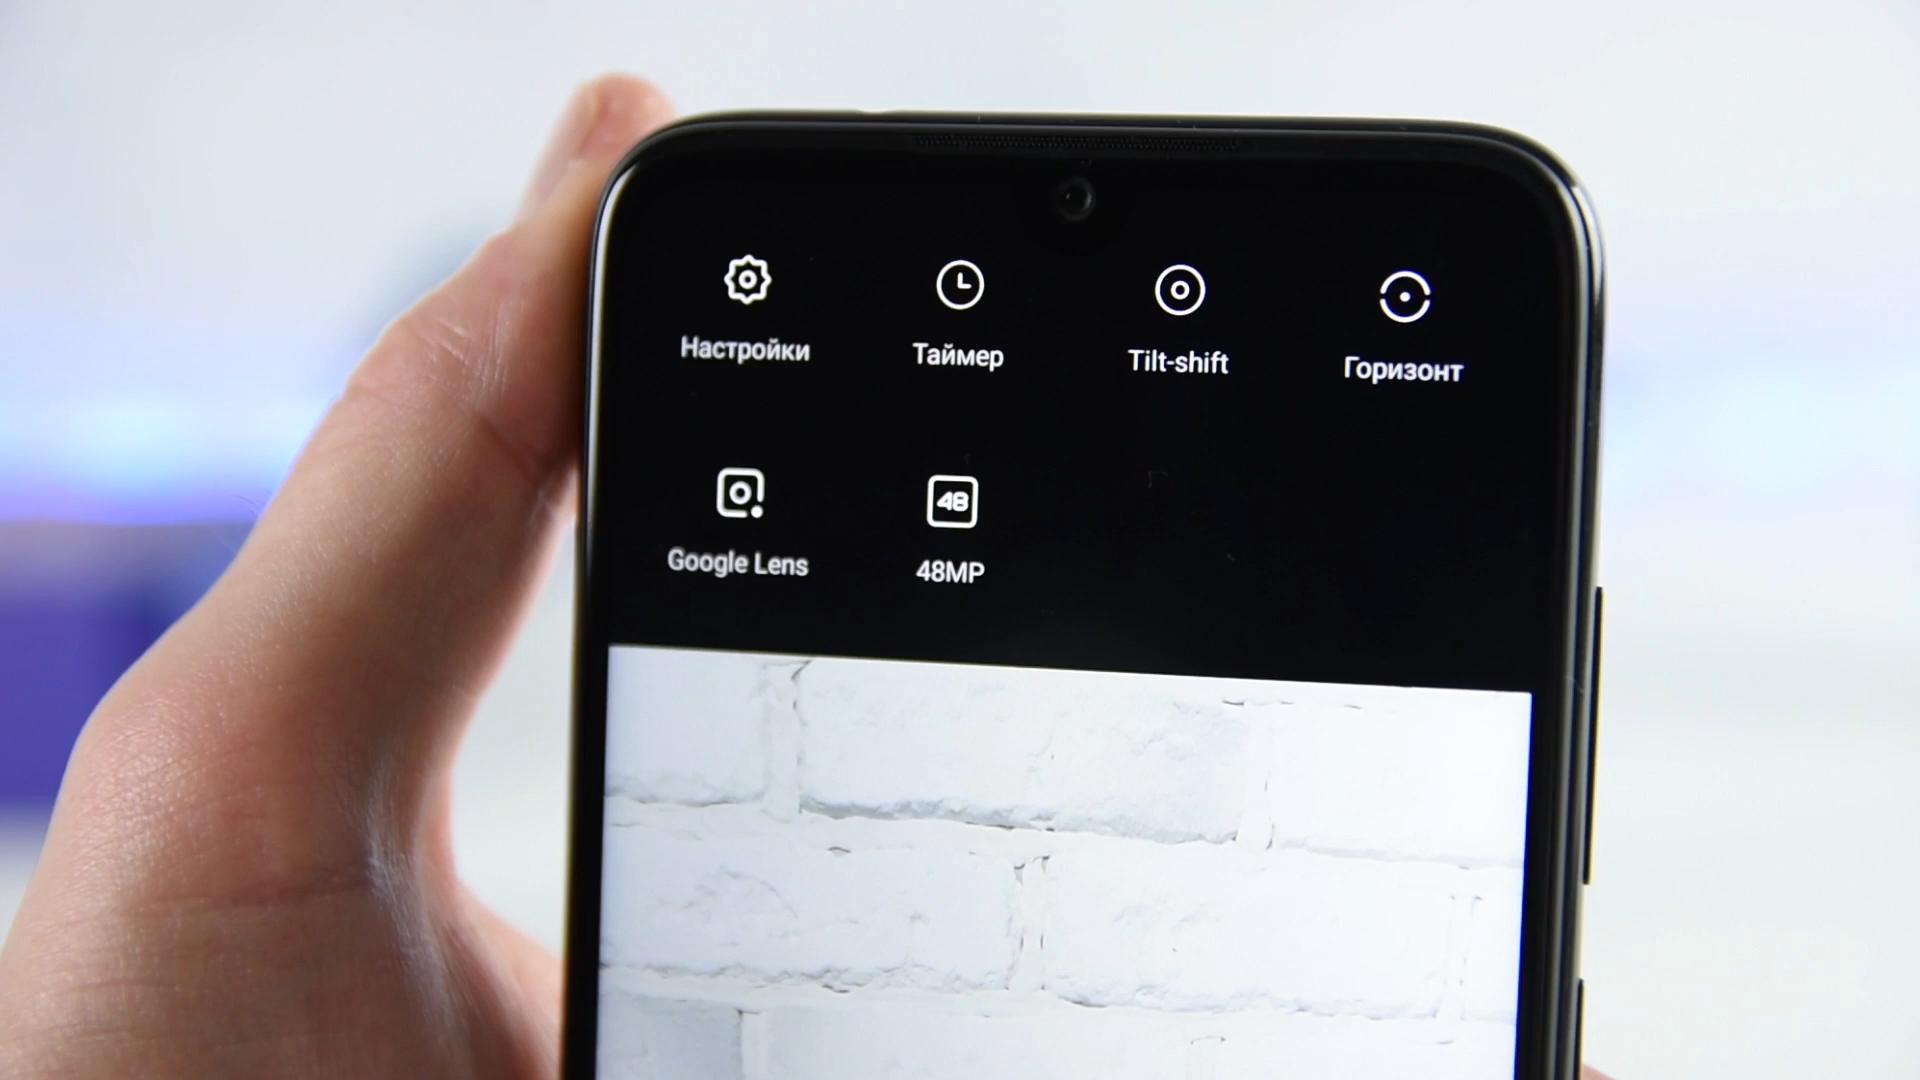 Настройки
Таймер
Tilt-shift
Горизонт
48
Google Lens
48MP